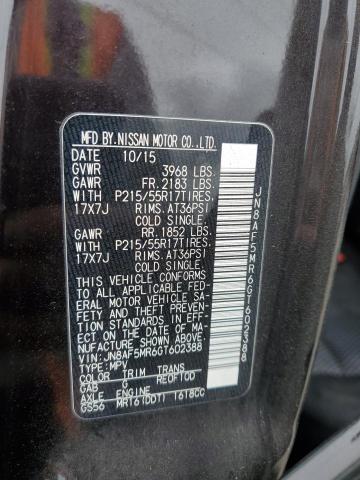 MFD BY. NISSAN MOTOR CO., LTD.
DATE 10/15
GVWR 3968 LBS.
GAWR FR. 2183 LBS.
WITH P215/55R17TIRES,
17X7J RIMS. AT36PSI
COLD SINGLE.
GAWR RR. 1852 LBS.
WITH P215/55R17TIRES,
17X7J RIMS. AT36PSI
COLD SINGLE.
THIS VEHICLE CONFORMS
TO ALL APPLICABLE FED-
ERAL MOTOR VEHICLE SA-
FETY AND THEFT PREVENT-
ION STANDARDS IN EFF-
ECT ON THE DATE OF MA-
NUFACTURE SHOWN ABOVE.
VIN: JN8AF5MR6GT602388
TYPE: MPV
COLOR TRIM TRANS
GAB G RE0F10D
AXLE ENGINE
GS56 MR16(DDT) 1618CC
JN8AF5MR6GT602388